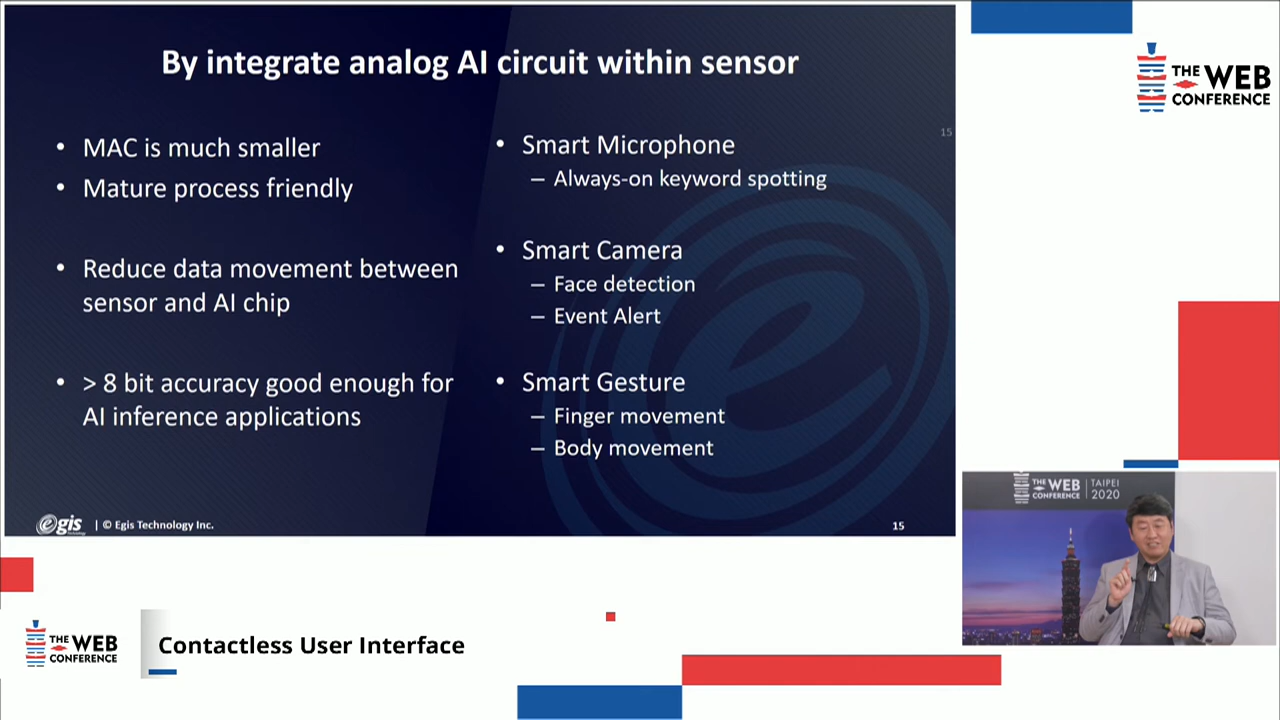 By integrate analog AI circuit within sensor
• MAC is much smaller
• Mature process friendly
• Reduce data movement between
sensor and AI chip
• > 8 bit accuracy good enough for
AI inference applications
• Smart Microphone
– Always-on keyword spotting
• Smart Camera
– Face detection
– Event Alert
• Smart Gesture
– Finger movement
– Body movement
15
egis
Technology
| © Egis Technology Inc.
15
THE WEB
CONFERENCE
THE WEB
CONFERENCE
TAIPEI
2020
THE WEB
CONFERENCE
Contactless User Interface